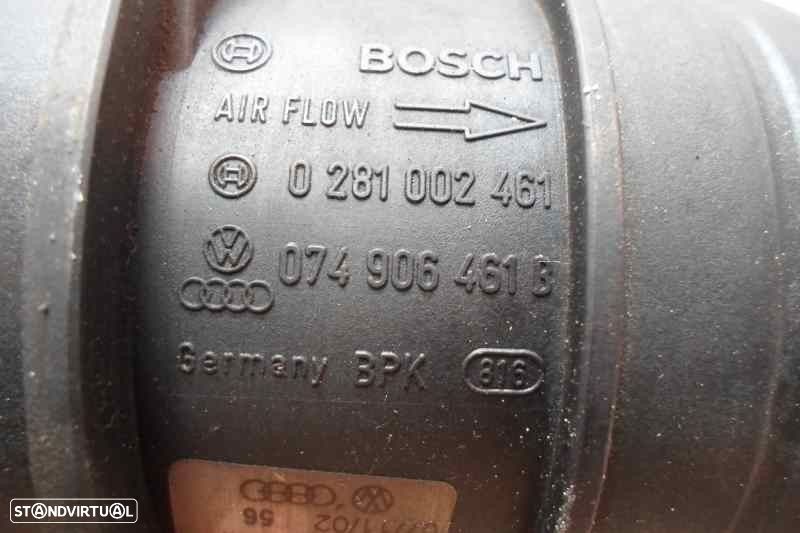 BOSCH
AIR FLOW
0 281 002 461
074 906 461 B
Germany BPK 816
56
STANDVIRTUAL